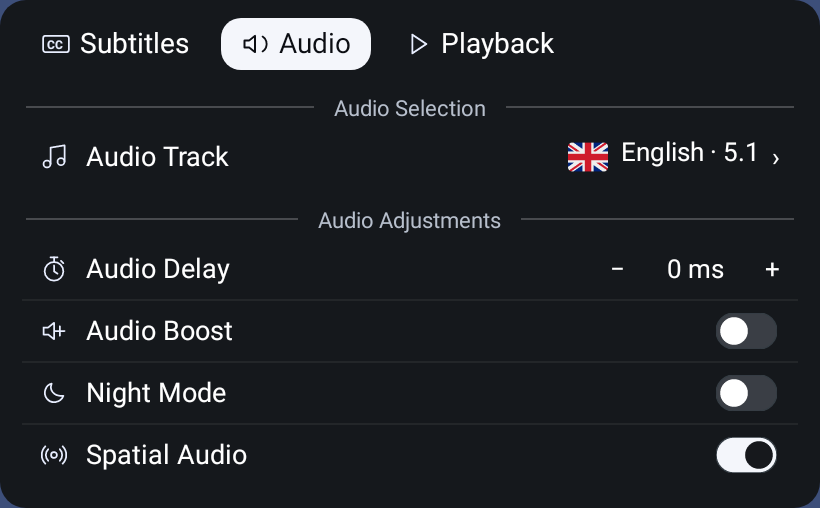 CC Subtitles Audio Playback
Audio Selection
Audio Track English · 5.1 ›
Audio Adjustments
Audio Delay − 0 ms +
Audio Boost
Night Mode
Spatial Audio